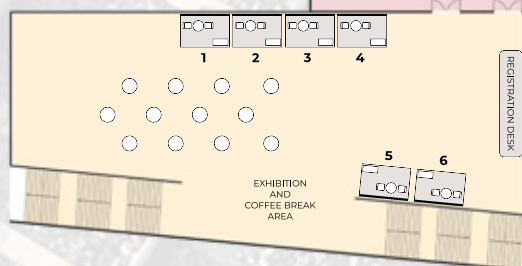 1 2 3 4
REGISTRATION DESK
5 6
EXHIBITION
AND
COFFEE BREAK
AREA